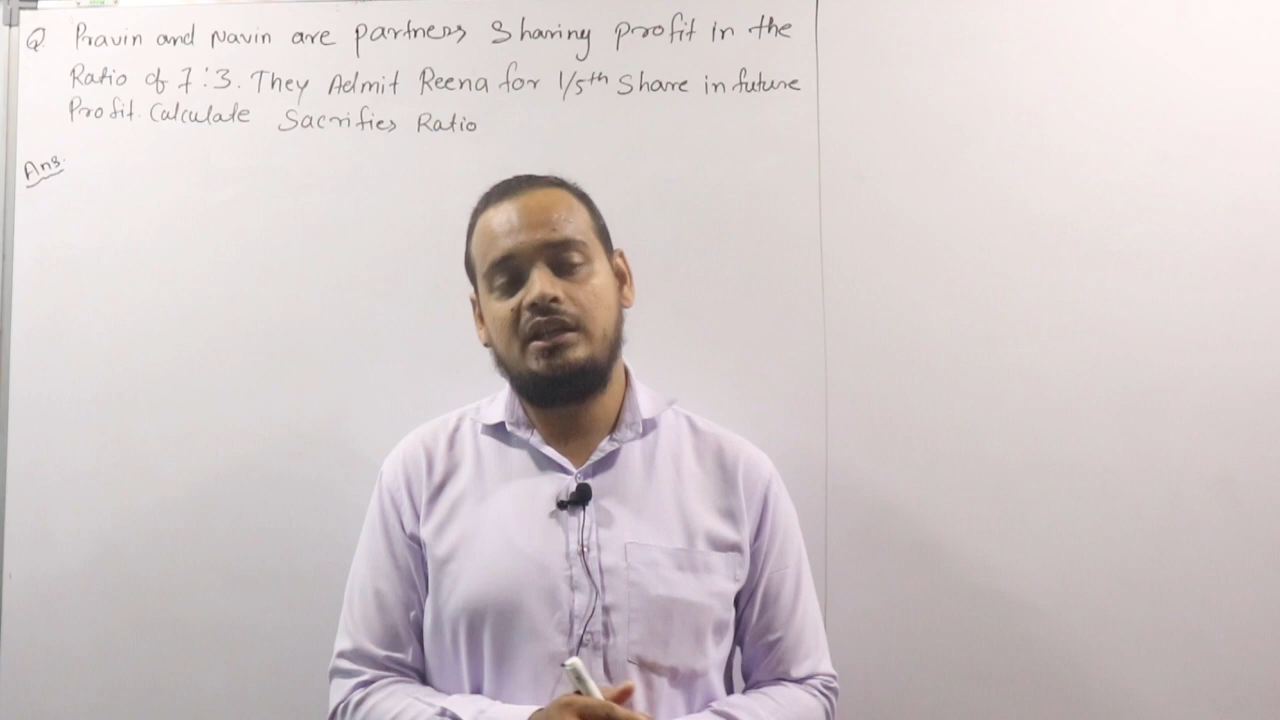 Q. Pravin and Navin are partners sharing profit in the
Ratio of 7:3. They Admit Reena for 1/5th Share in future
Profit. Calculate Sacrifies Ratio
Ans.